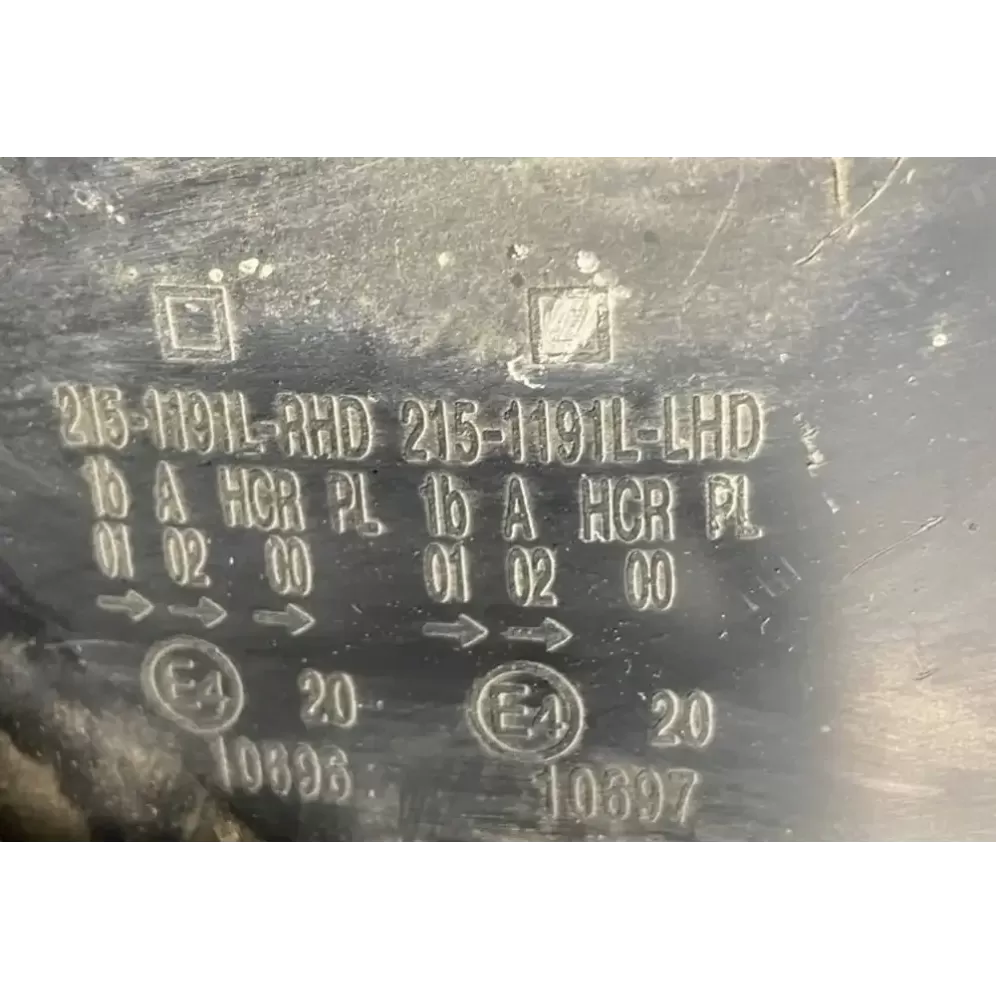 215-1191L-RHD 215-1191L-LHD
1b A HCR PL 1b A HCR PL
01 02 00 01 02 00
→ → → → →
E4 20 E4 20
10696 10697